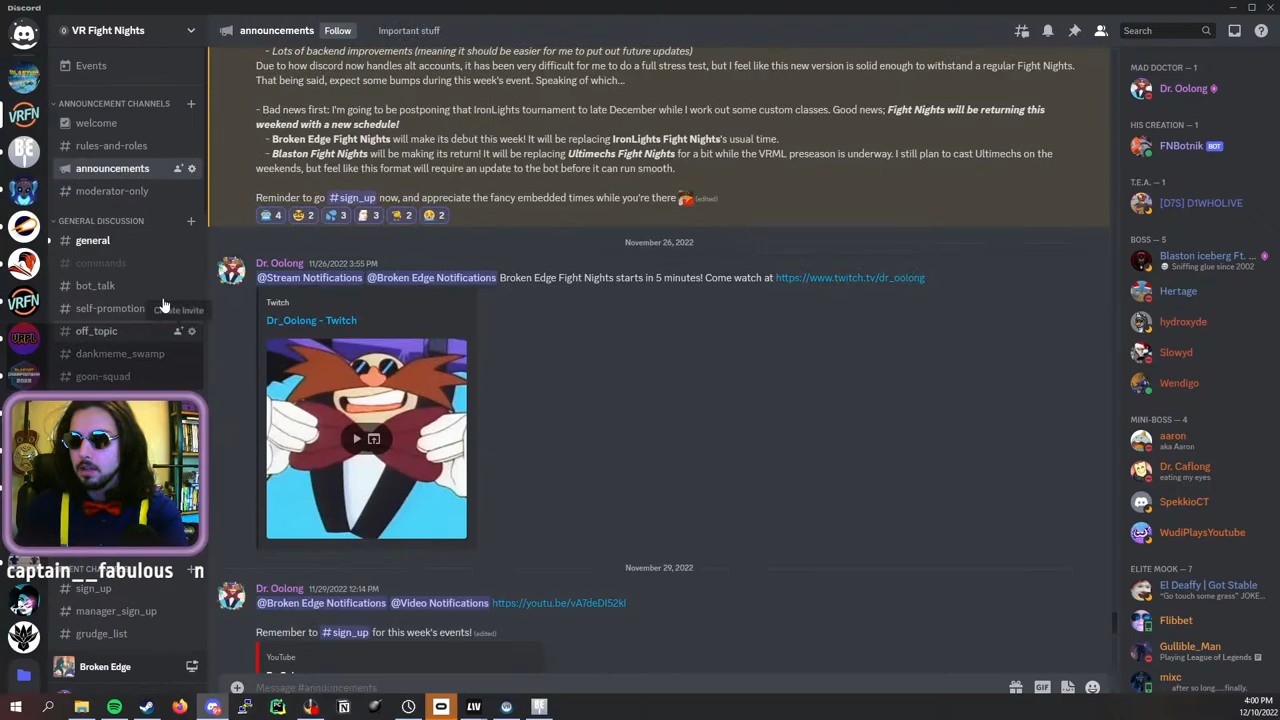 Discord
VR Fight Nights
announcements
Follow
Important stuff
Search
Events
ANNOUNCEMENT CHANNELS
welcome
rules-and-roles
announcements
moderator-only
GENERAL DISCUSSION
general
commands
bot_talk
self-promotion
Create Invite
off_topic
dankmeme_swamp
goon-squad
captain__fabulous n
sign_up
manager_sign_up
grudge_list
Broken Edge
- Lots of backend improvements (meaning it should be easier for me to put out future updates)
Due to how discord now handles alt accounts, it has been very difficult for me to do a full stress test, but I feel like this new version is solid enough to withstand a regular Fight Nights.
That being said, expect some bumps during this week's event. Speaking of which...
- Bad news first: I'm going to be postponing that IronLights tournament to late December while I work out some custom classes. Good news; Fight Nights will be returning this
weekend with a new schedule!
- Broken Edge Fight Nights will make its debut this week! It will be replacing IronLights Fight Nights's usual time.
- Blaston Fight Nights will be making its return! It will be replacing Ultimechs Fight Nights for a bit while the VRML preseason is underway. I still plan to cast Ultimechs on the
weekends, but feel like this format will require an update to the bot before it can run smooth.
Reminder to go #sign_up now, and appreciate the fancy embedded times while you're there (edited)
4 2 3 3 2 2
November 26, 2022
Dr. Oolong 11/26/2022 3:55 PM
@Stream Notifications @Broken Edge Notifications Broken Edge Fight Nights starts in 5 minutes! Come watch at https://www.twitch.tv/dr_oolong
Twitch
Dr_Oolong - Twitch
November 29, 2022
Dr. Oolong 11/29/2022 12:14 PM
@Broken Edge Notifications @Video Notifications https://youtu.be/vA7deDI52kI
Remember to #sign_up for this week's events! (edited)
YouTube
Message #announcements
GIF
MAD DOCTOR — 1
Dr. Oolong
HIS CREATION — 1
FNBotnik BOT
T.E.A. — 1
[D7S] D1WHOLIVE
BOSS — 5
Blaston iceberg Ft. ...
Sniffing glue since 2002
Hertage
hydroxyde
Slowyd
Wendigo
MINI-BOSS — 4
aaron
aka Aaron
Dr. Caflong
eating my eyes
SpekkioCT
WudiPlaysYoutube
ELITE MOOK — 7
El Deaffy | Got Stable
"Go touch some grass" JOKE...
Flibbet
Gullible_Man
Playing League of Legends
mixc
after so long....finally.
4:00 PM
12/10/2022